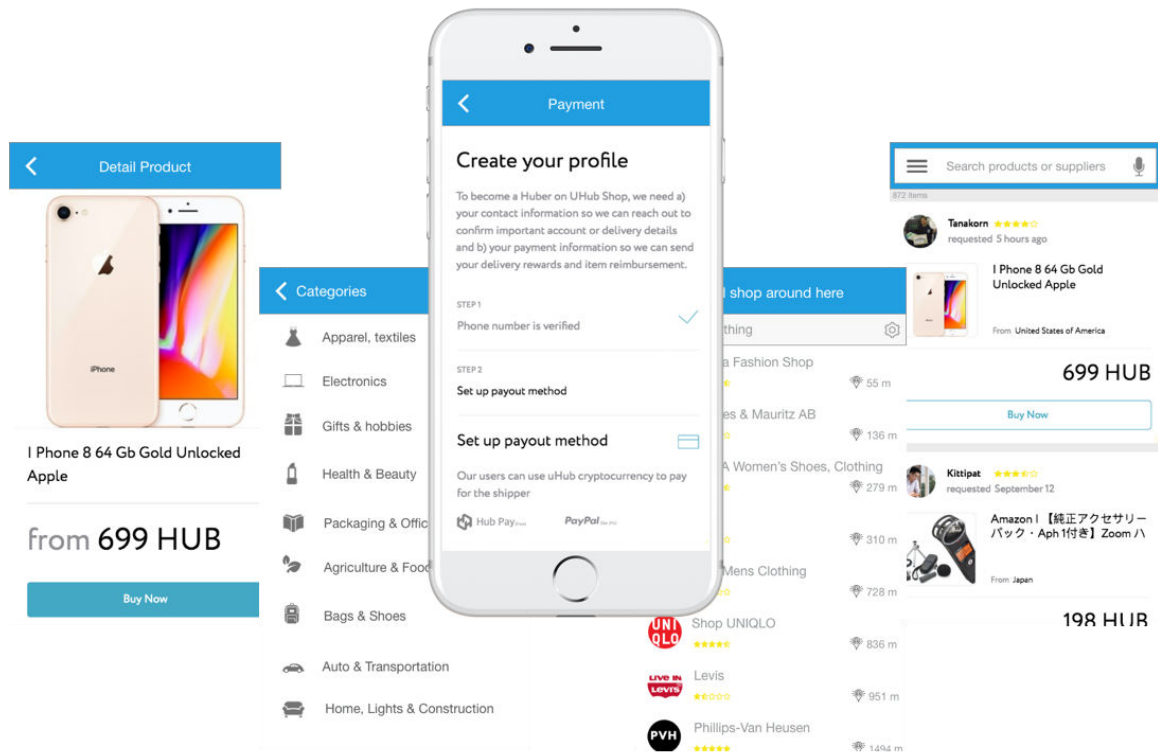 Detail Product
iPhone
I Phone 8 64 Gb Gold Unlocked
Apple
from 699 HUB
Buy Now
Categories
Apparel, textiles
Electronics
Gifts & hobbies
Health & Beauty
Packaging & Offic
Agriculture & Food
Bags & Shoes
Auto & Transportation
Home, Lights & Construction
Payment
Create your profile
To become a Huber on UHub Shop, we need a)
your contact information so we can reach out to
confirm important account or delivery details
and b) your payment information so we can send
your delivery rewards and item reimbursement.
STEP 1
Phone number is verified
STEP 2
Set up payout method
Set up payout method
Our users can use uHub cryptocurrency to pay
for the shipper
Hub Pay
PayPal
shop around here
thing
a Fashion Shop
55 m
es & Mauritz AB
136 m
A Women's Shoes, Clothing
279 m
310 m
Mens Clothing
728 m
UNI
QLO
Shop UNIQLO
836 m
LIVE IN
LEVI'S
Levis
951 m
PVH
Phillips-Van Heusen
1494 m
Search products or suppliers
872 items
Tanakorn
requested 5 hours ago
I Phone 8 64 Gb Gold
Unlocked Apple
From United States of America
699 HUB
Buy Now
Kittipat
requested September 12
Amazon | 【純正アクセサリー
パック・Aph 1付き】Zoom ハ
From Japan
198 HUB